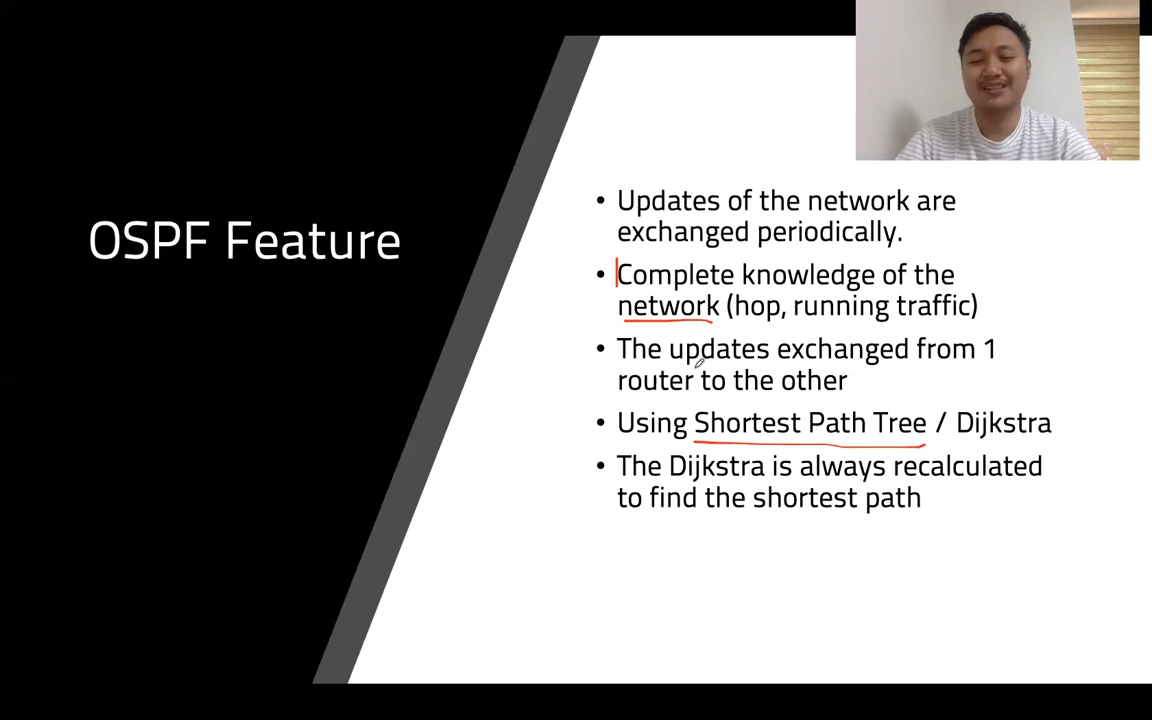 OSPF Feature
• Updates of the network are
exchanged periodically.
• Complete knowledge of the
network (hop, running traffic)
• The updates exchanged from 1
router to the other
• Using Shortest Path Tree / Dijkstra
• The Dijkstra is always recalculated
to find the shortest path